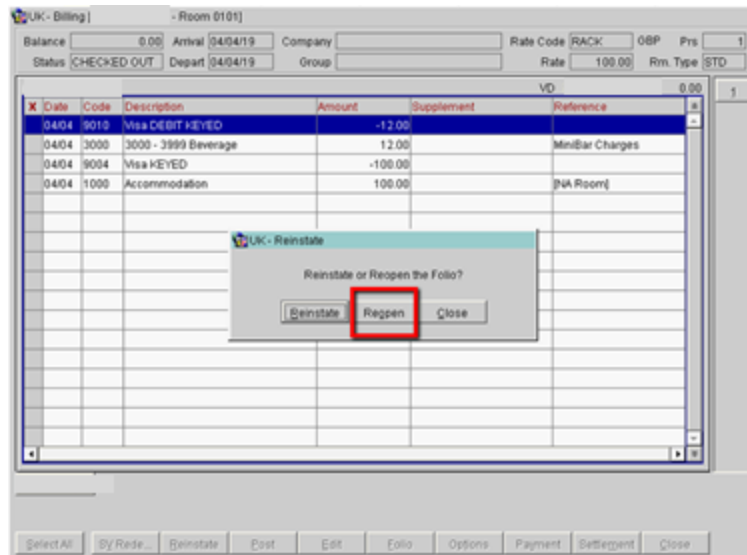 UK - Billing [ - Room 0101]
Balance 0.00 Arrival 04/04/19 Company Rate Code RACK GBP Prs 1
Status CHECKED OUT Depart 04/04/19 Group Rate 100.00 Rm. Type STD
VD 0.00 1
X Date Code Description Amount Supplement Reference
04/04 9010 Visa DEBIT KEYED -12.00
04/04 3000 3000 - 3999 Beverage 12.00 MiniBar Charges
04/04 9004 Visa KEYED -100.00
04/04 1000 Accommodation 100.00 [NA Room]
UK - Reinstate
Reinstate or Reopen the Folio?
Reinstate Reopen Close
Select All SV Rede... Reinstate Post Edit Folio Options Payment Settlement Close